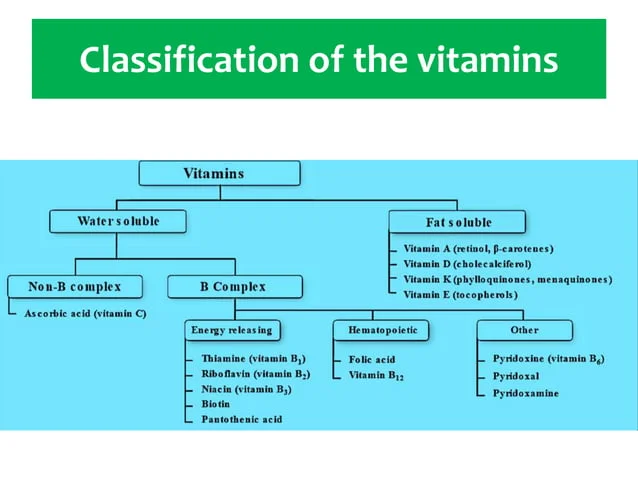 Classification of the vitamins
Vitamins
Water soluble
Fat soluble
Vitamin A (retinol, β-carotenes)
Vitamin D (cholecalciferol)
Vitamin K (phylloquinones, menaquinones)
Vitamin E (tocopherols)
Non-B complex
B Complex
Ascorbic acid (vitamin C)
Energy releasing
Hematopoietic
Other
Thiamine (vitamin B₁)
Riboflavin (vitamin B₂)
Niacin (vitamin B₃)
Biotin
Pantothenic acid
Folic acid
Vitamin B₁₂
Pyridoxine (vitamin B₆)
Pyridoxal
Pyridoxamine